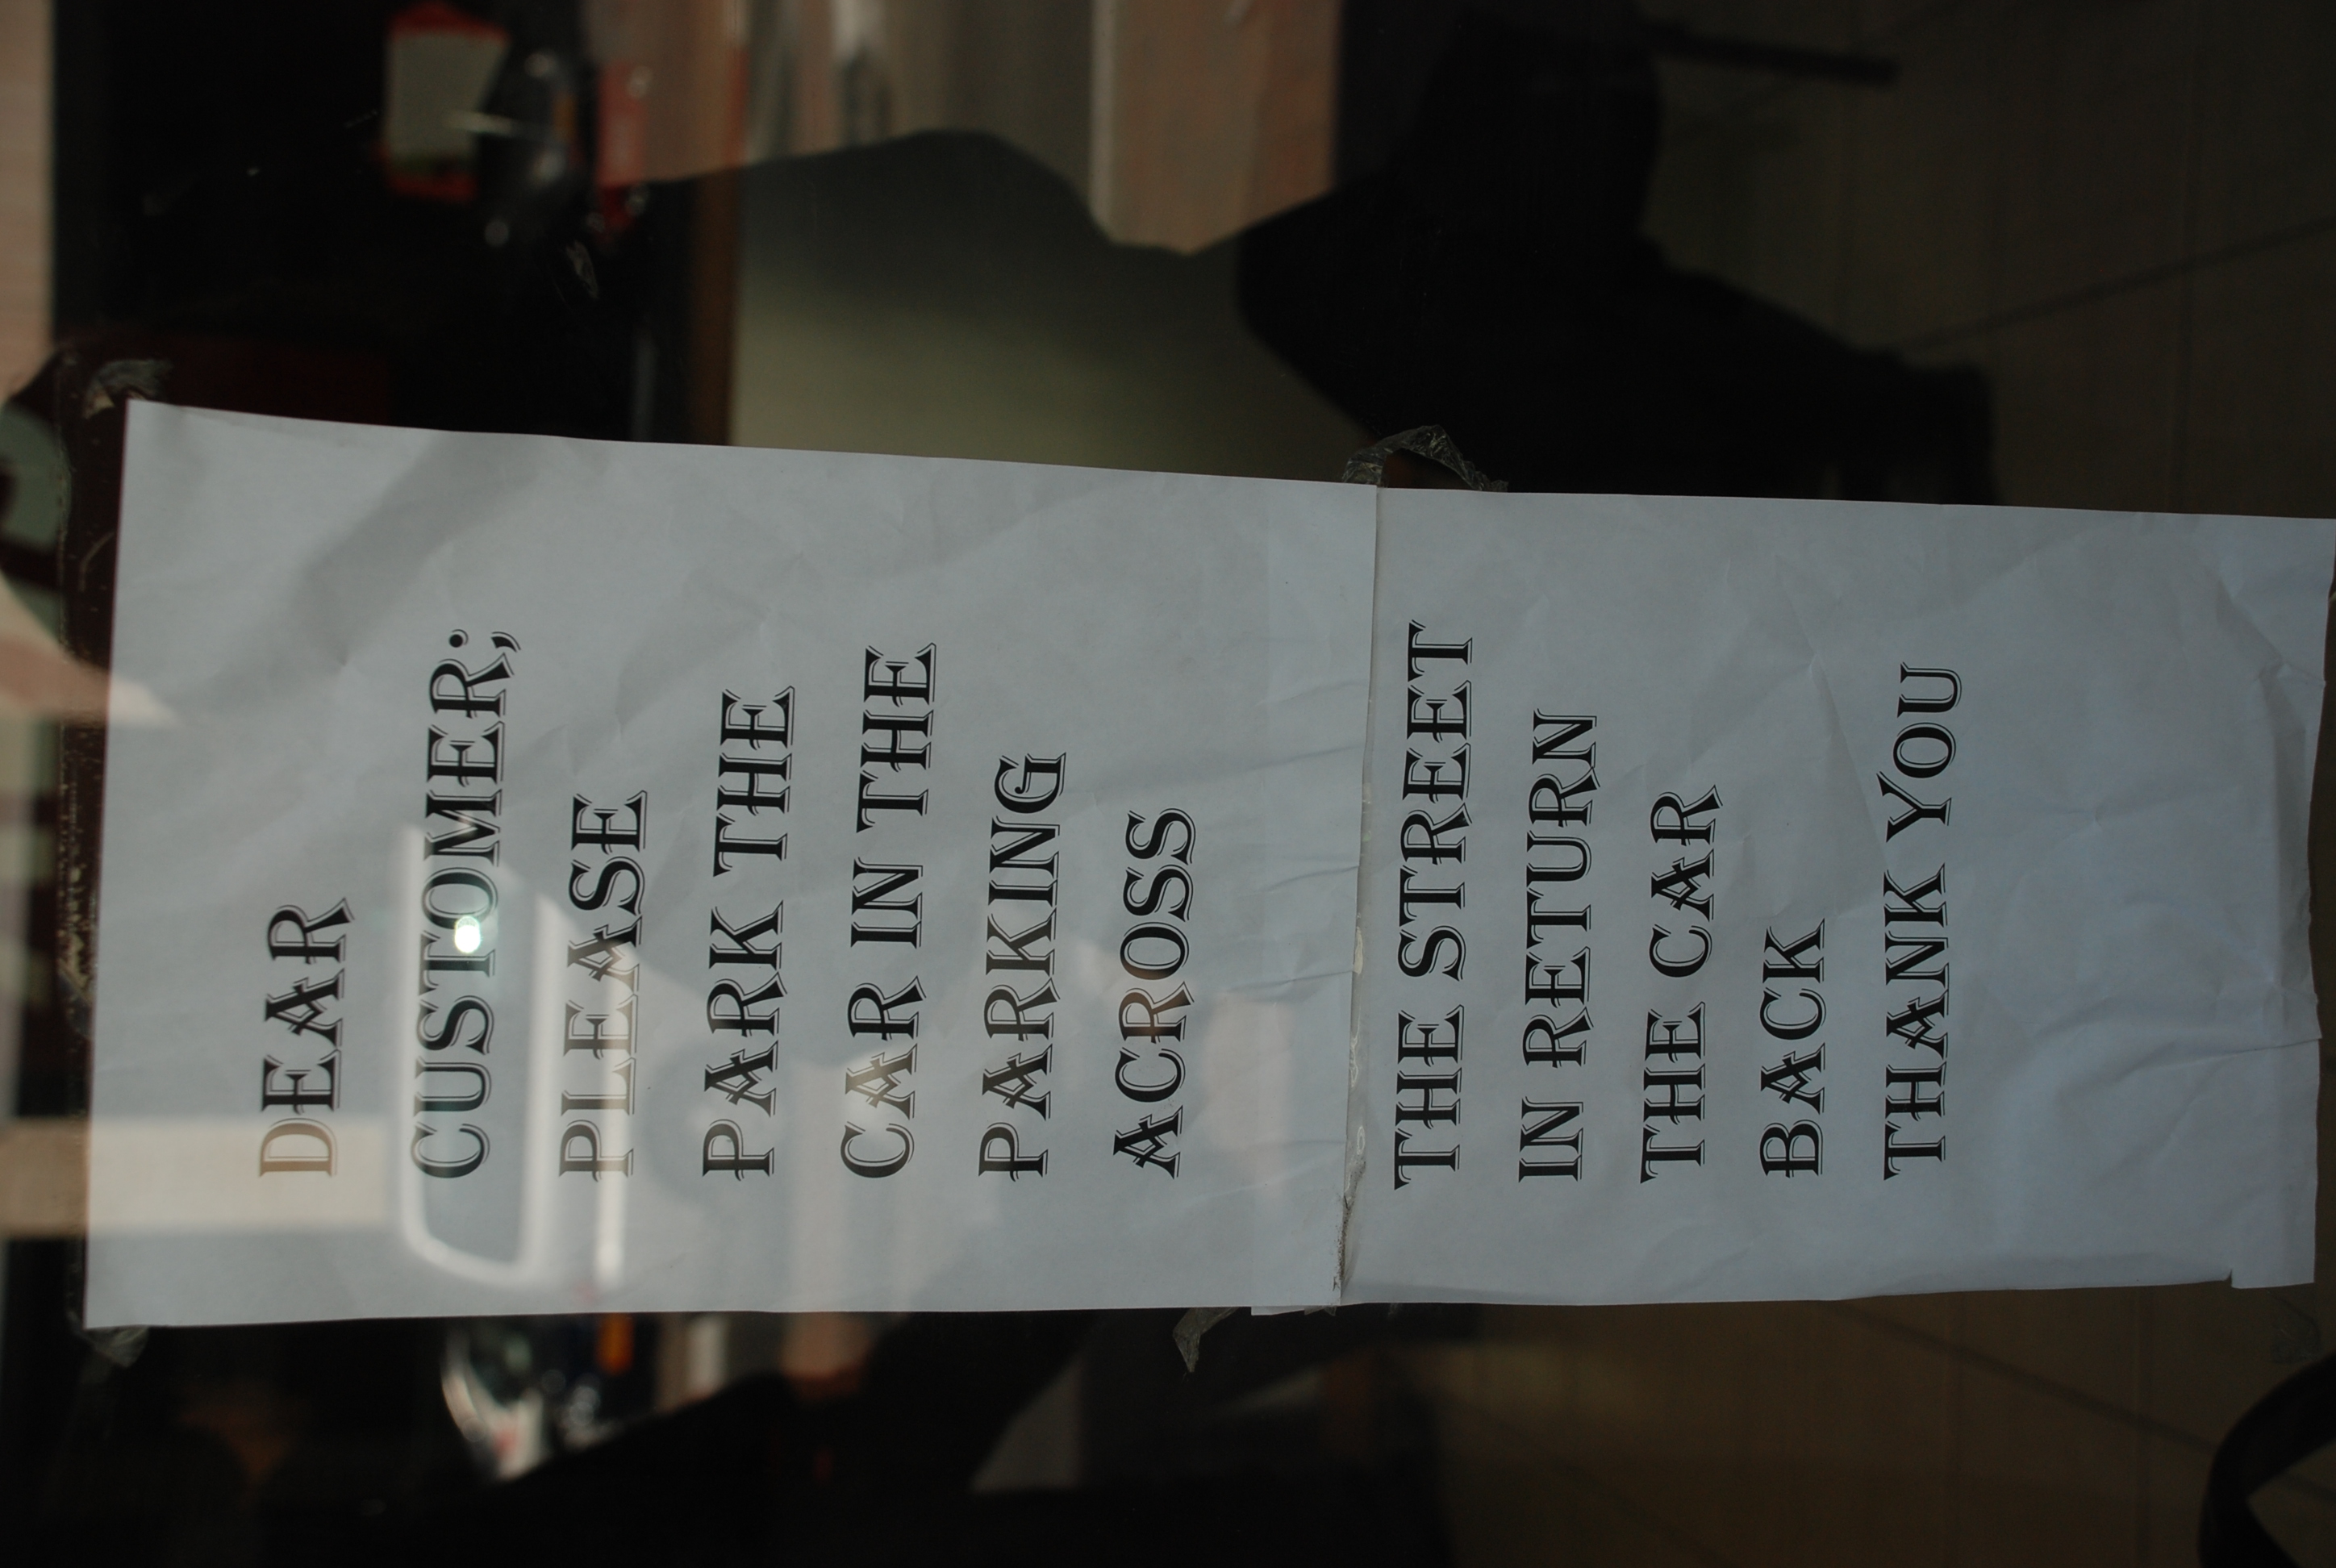 DEAR
CUSTOMER;
PLEASE
PARK THE
CAR IN THE
PARKING
ACROSS
THE STREET
IN RETURN
THE CAR
BACK
THANK YOU